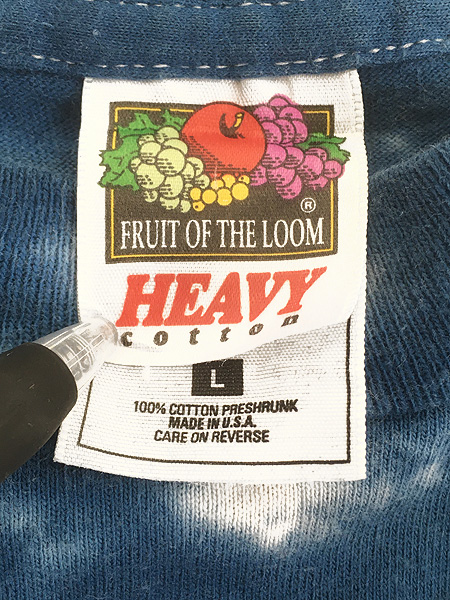 ®
FRUIT OF THE LOOM
HEAVY
cotton
L
100% COTTON PRESHRUNK
MADE IN U.S.A.
CARE ON REVERSE